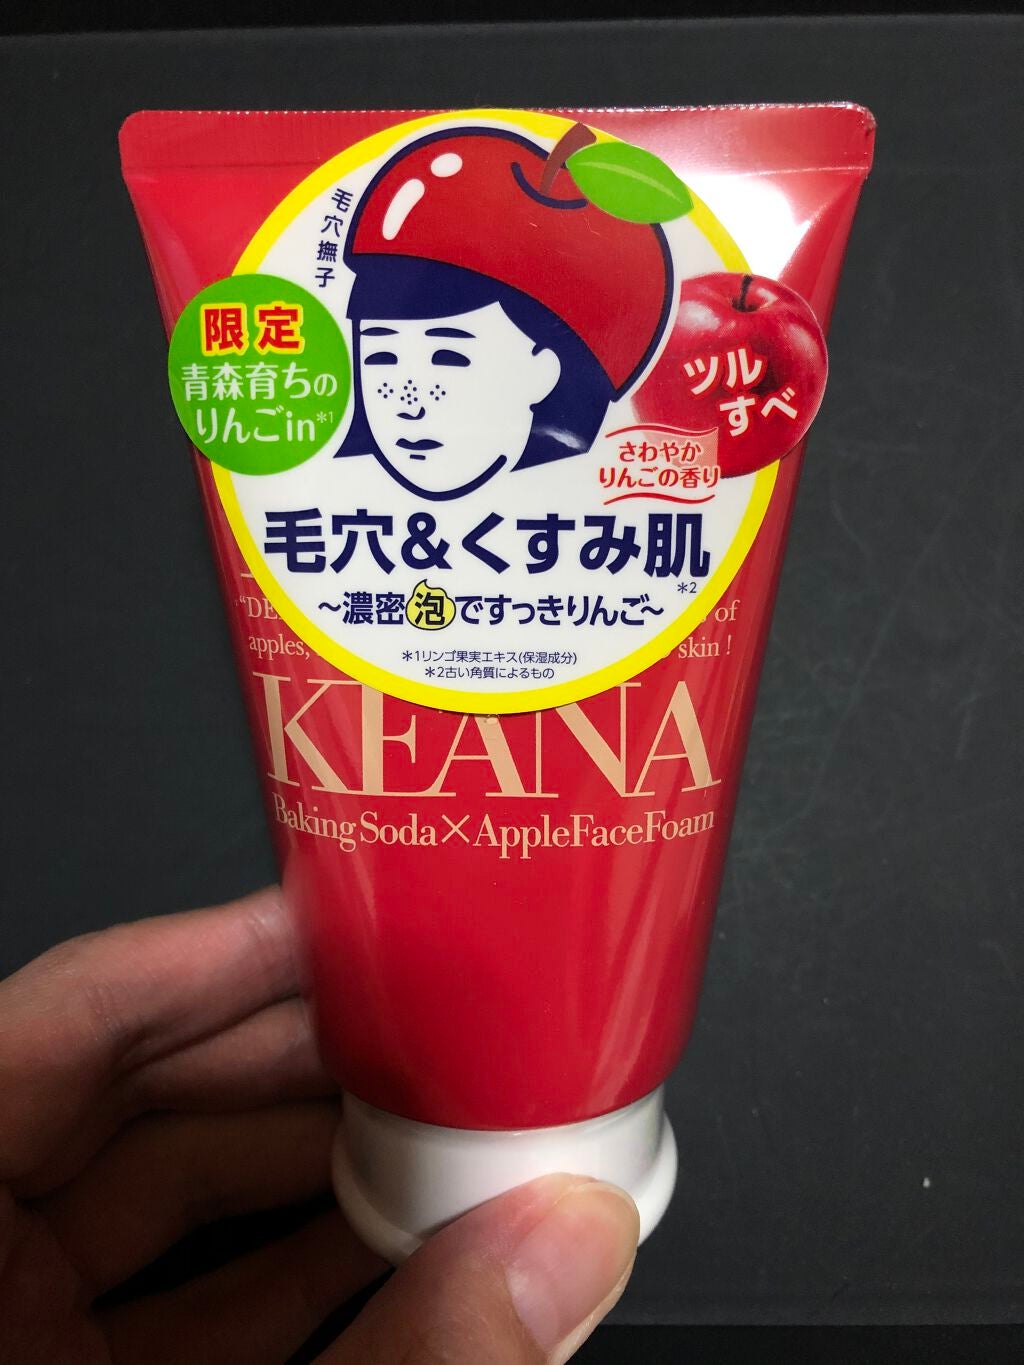 毛穴撫子
限定
青森育ちの
りんごin*1
ツル
すべ
さわやか
りんごの香り
毛穴&くすみ肌*2
~濃密泡ですっきりんご~
*1リンゴ果実エキス(保湿成分)
*2古い角質によるもの
of
apples,
skin !
KEANA
Baking Soda×AppleFaceFoam